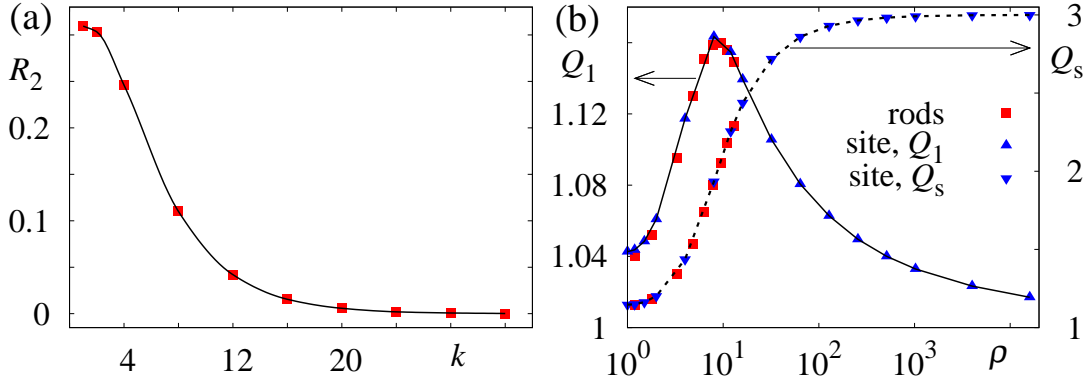 (a)
R2
0.2
0.1
0
4
12
20
k
(b)
Q1
1.12
1.08
1.04
1
3
Qs
2
1
rods
site, Q1
site, Qs
10^0
10^1
10^2
10^3
ρ